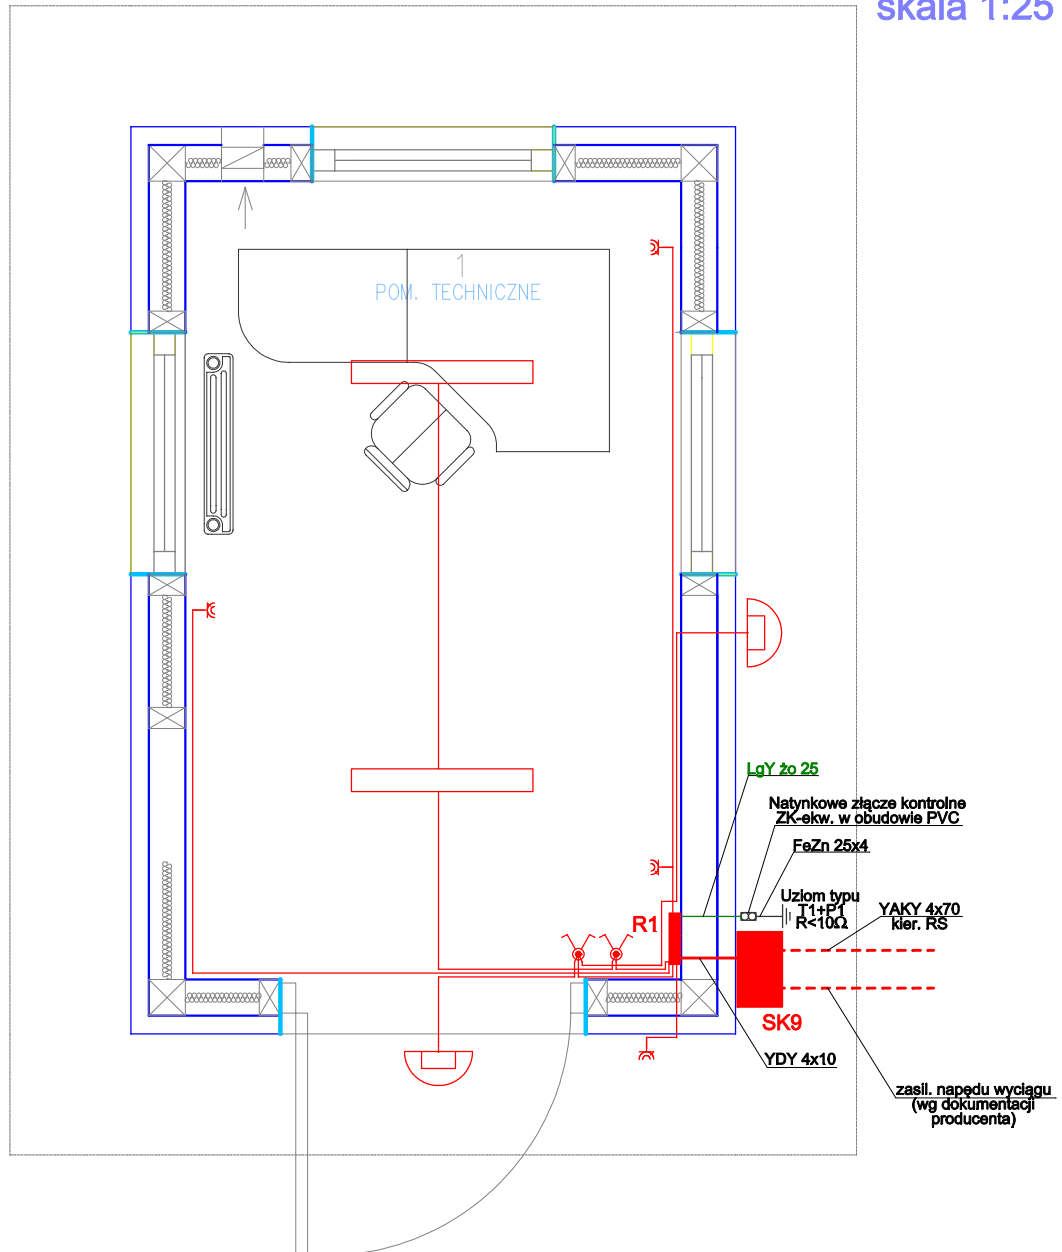 skala 1:25
1
POM. TECHNICZNE
LgY żo 25
Natynkowe złącze kontrolne
ZK-ekw. w obudowie PVC
FeZn 25x4
Uziom typu
T1+P1
R<10Ω
YAKY 4x70
kier. RS
R1
SK9
YDY 4x10
zasil. napędu wyciągu
(wg dokumentacji
producenta)